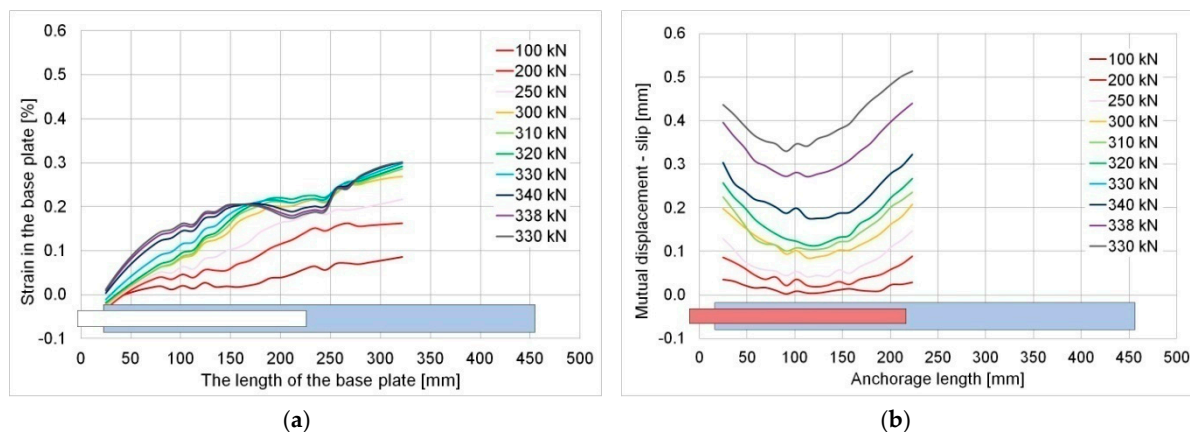 0.6
0.5
0.4
0.3
0.2
0.1
0.0
-0.1
Strain in the base plate [%]
0 50 100 150 200 250 300 350 400 450 500
The length of the base plate [mm]
100 kN
200 kN
250 kN
300 kN
310 kN
320 kN
330 kN
340 kN
338 kN
330 kN
(a)
0.6
0.5
0.4
0.3
0.2
0.1
0.0
-0.1
Mutual displacement - slip [mm]
0 50 100 150 200 250 300 350 400 450 500
Anchorage length [mm]
100 kN
200 kN
250 kN
300 kN
310 kN
320 kN
330 kN
340 kN
338 kN
330 kN
(b)